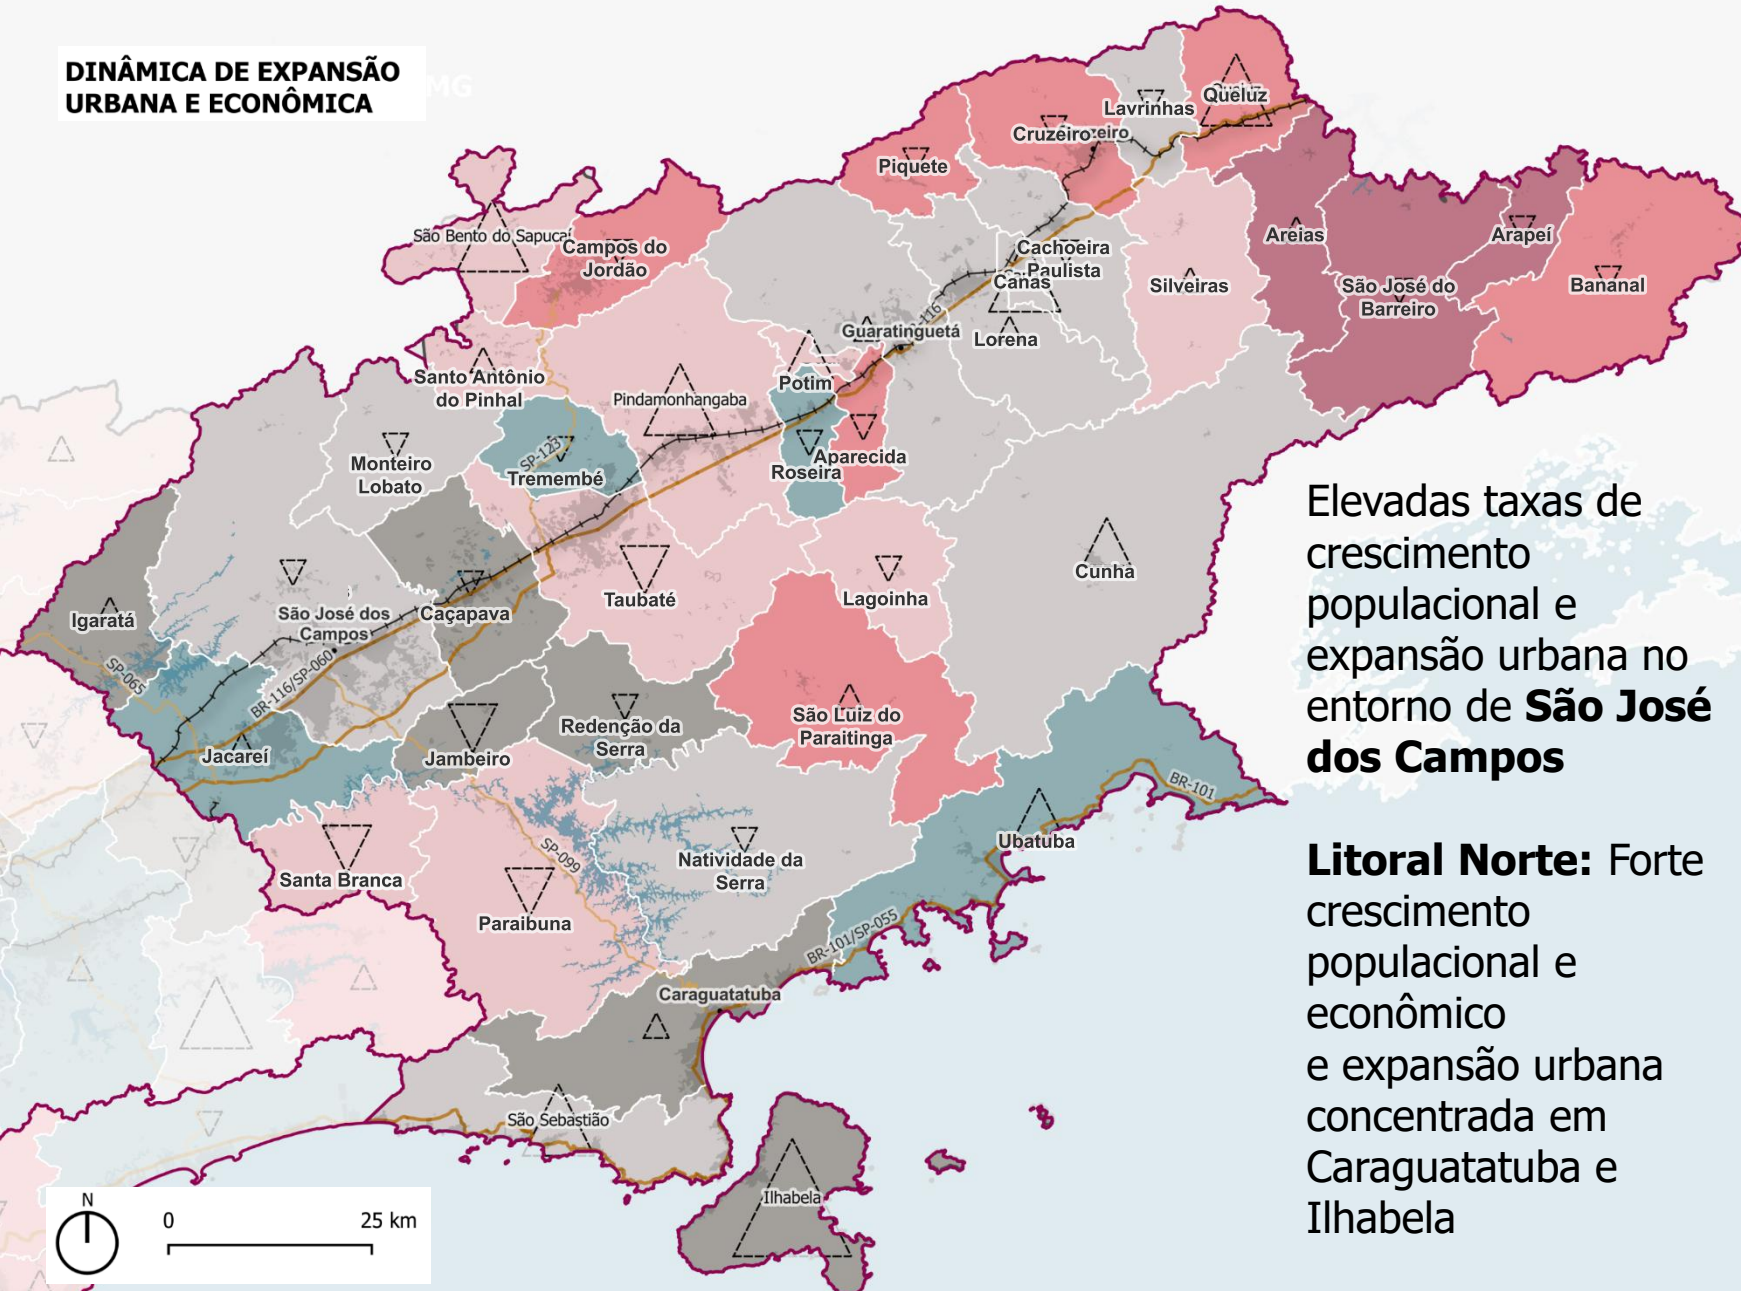 DINÂMICA DE EXPANSÃO
URBANA E ECONÔMICA
MG
Queluz
Lavrinhas
Cruzeiro
Piquete
São Bento do Sapucaí
Campos do
Jordão
Cachoeira
Paulista
Canas
Silveiras
Areias
São José do
Barreiro
Arapeí
Bananal
Guaratinguetá
Lorena
Santo Antônio
do Pinhal
Pindamonhangaba
Potim
Monteiro
Lobato
SP-123
Tremembé
Roseira
Aparecida
Cunha
Igaratá
São José dos
Campos
Caçapava
Taubaté
Lagoinha
SP-065
BR-116/SP-060
Jacareí
Jambeiro
Redenção da
Serra
São Luiz do
Paraitinga
Santa Branca
SP-099
Paraibuna
Natividade da
Serra
Ubatuba
BR-101
BR-101/SP-055
Caraguatatuba
São Sebastião
Ilhabela
Elevadas taxas de
crescimento
populacional e
expansão urbana no
entorno de São José
dos Campos
Litoral Norte: Forte
crescimento
populacional e
econômico
e expansão urbana
concentrada em
Caraguatatuba e
Ilhabela
N
0 25 km